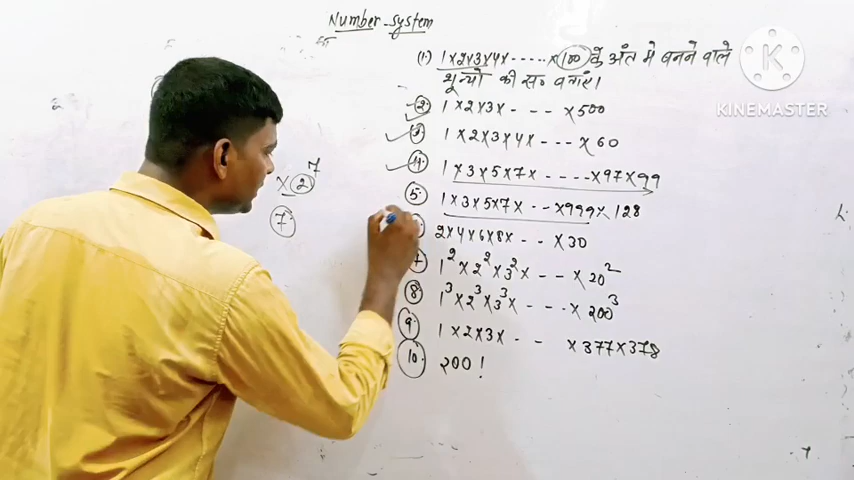 Number system
(1.) 1×2×3×4×.....×100 के अंत मे बनने वाले
शून्यो की स० बताएं।
(2) 1×2×3×.... ×500
(3) 1×2×3×4×....×60
(4.) 1×3×5×7×.....×97×99
(5.) 1×3×5×7×...×999×128
2×4×6×8×...×30
(7) 1²×2²×3²×...×20²
(8) 1³×2³×3³×....×200³
(9.) 1×2×3×... ×377×378
(10.) 200!
×2⁷
7
KINEMASTER